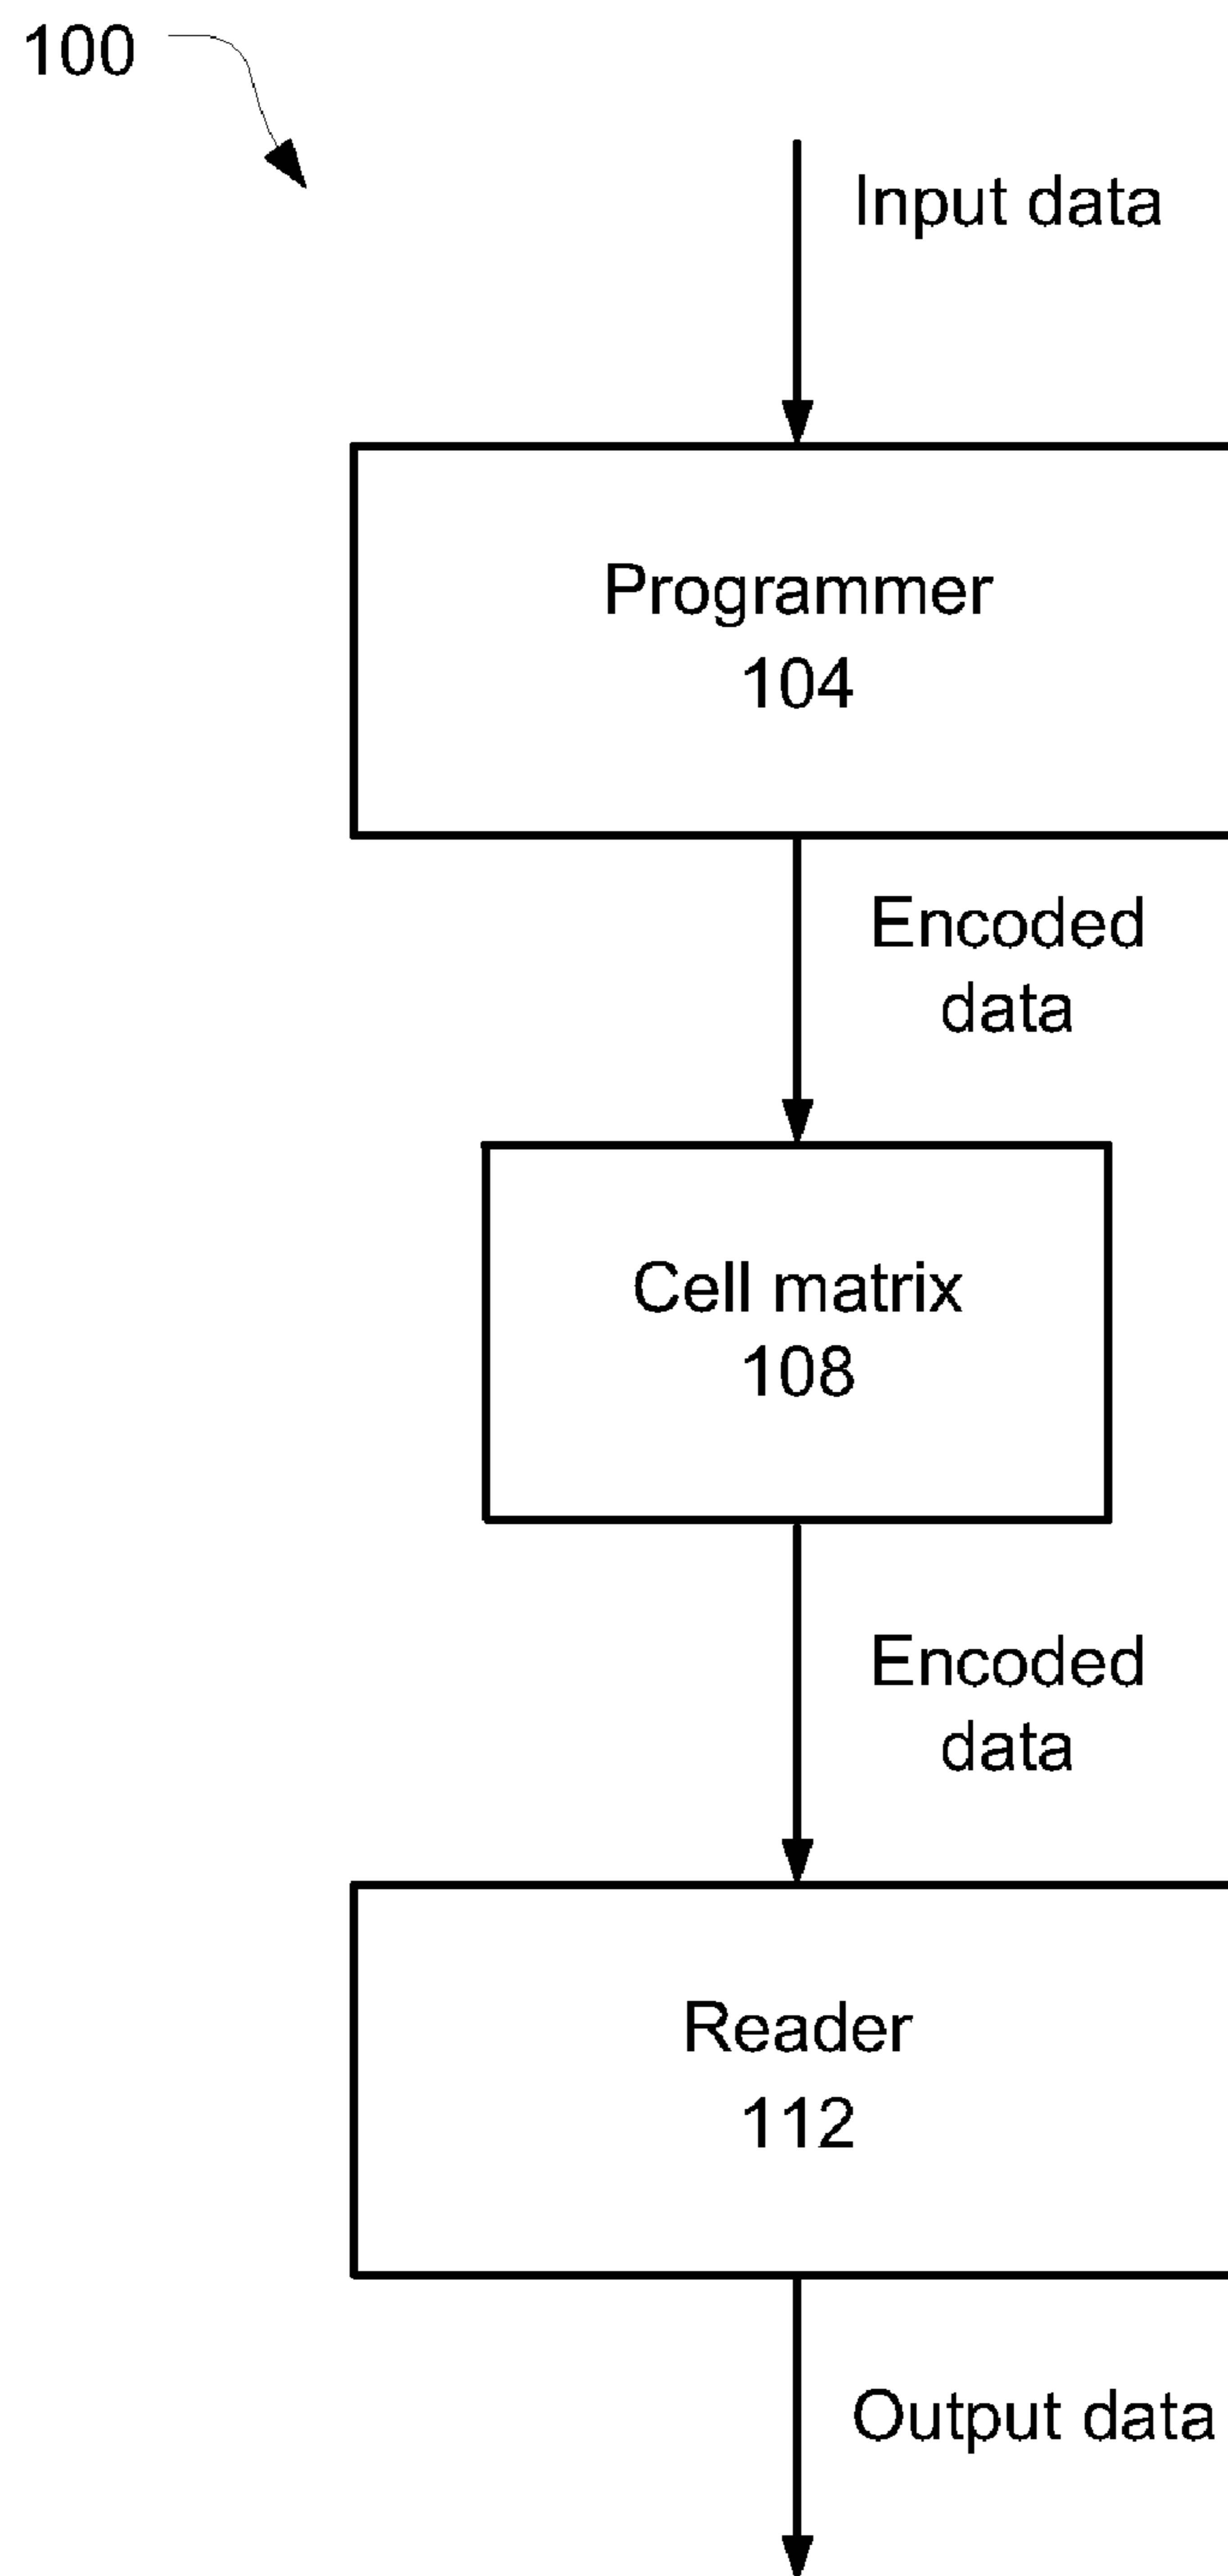 100
Input data
Programmer
104
Encoded
data
Cell matrix
108
Encoded
data
Reader
112
Output data